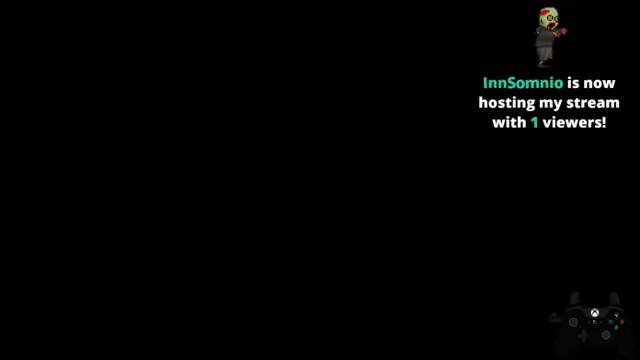 InnSomnio is now
hosting my stream
with 1 viewers!